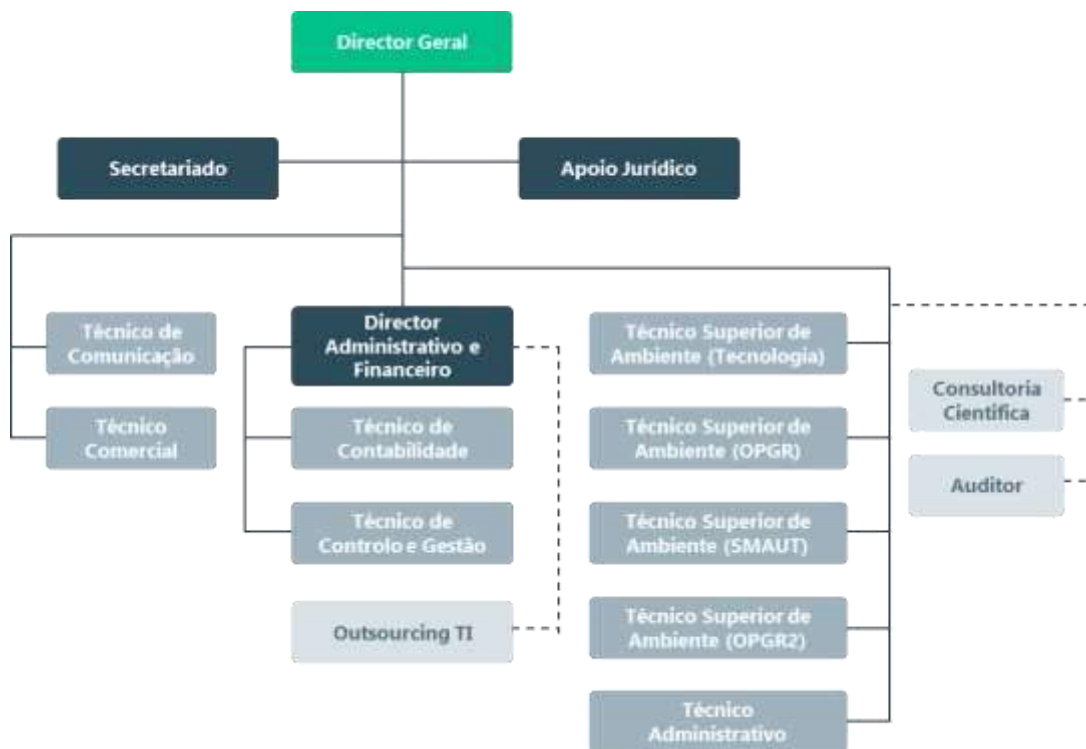 Director Geral
Secretariado
Apoio Jurídico
Técnico de
Comunicação
Técnico
Comercial
Director
Administrativo e
Financeiro
Técnico de
Contabilidade
Técnico de
Controlo e Gestão
Outsourcing TI
Técnico Superior de
Ambiente (Tecnologia)
Técnico Superior de
Ambiente (OPGR)
Técnico Superior de
Ambiente (SMAUT)
Técnico Superior de
Ambiente (OPGR2)
Técnico
Administrativo
Consultoria
Científica
Auditor